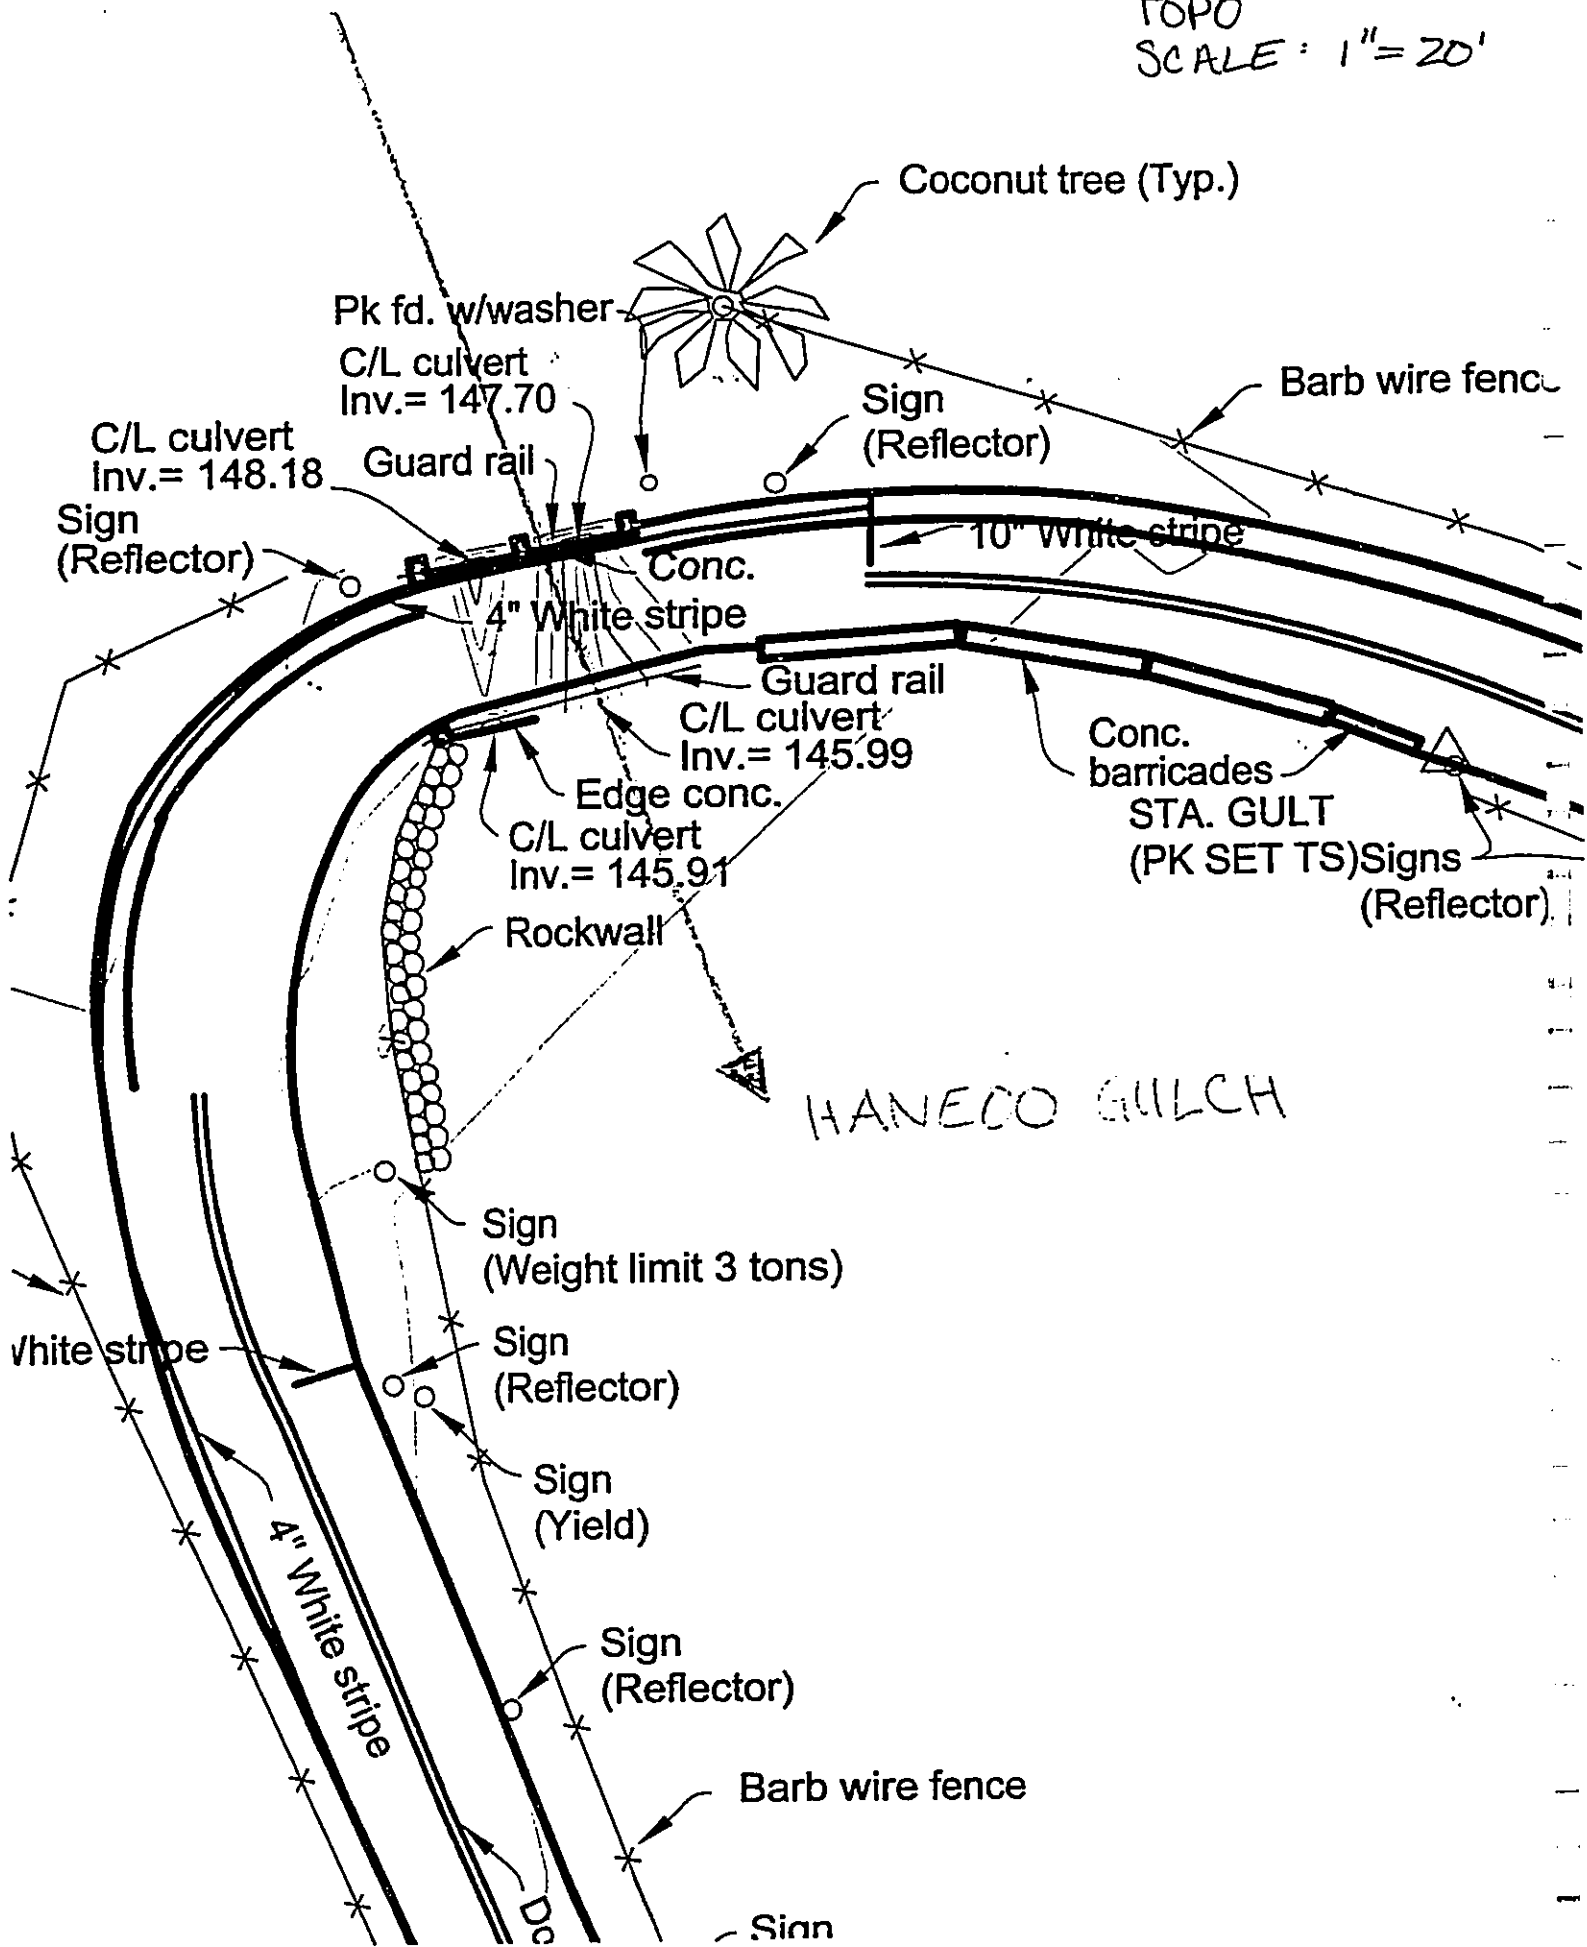 TOPO
SCALE: 1"=20'
Coconut tree (Typ.)
Pk fd. w/washer
C/L culvert
Inv.= 147.70
Barb wire
Sign
(Reflector)
C/L culvert
Inv.= 148.18
Guard rail
Sign
(Reflector)
10" White stripe
Conc.
4" White stripe
Guard rail
C/L culvert
Inv.= 145.99
Conc.
barricades
Edge conc.
STA. GULT
(PK SET TS)Signs
(Reflector)
C/L culvert
Inv.= 145.91
Rockwall
HANECO GULCH
Sign
(Weight limit 3 tons)
White stripe
Sign
(Reflector)
Sign
(Yield)
4" White stripe
Sign
(Reflector)
Barb wire fence
Sign